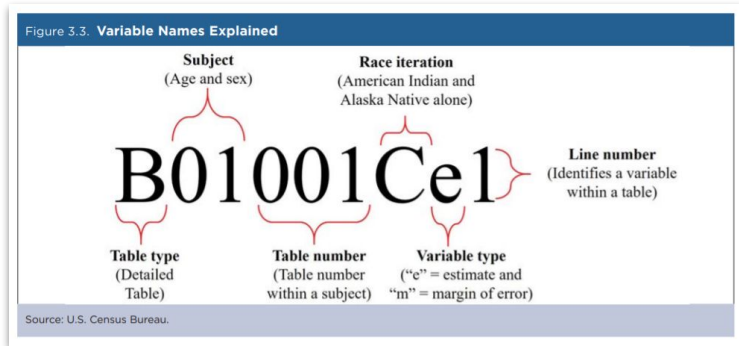 Figure 3.3. Variable Names Explained
Subject
(Age and sex)
Race iteration
(American Indian and
Alaska Native alone)
B01001Ce1
Line number
(Identifies a variable
within a table)
Table type
(Detailed
Table)
Table number
(Table number
within a subject)
Variable type
("e" = estimate and
"m" = margin of error)
Source: U.S. Census Bureau.